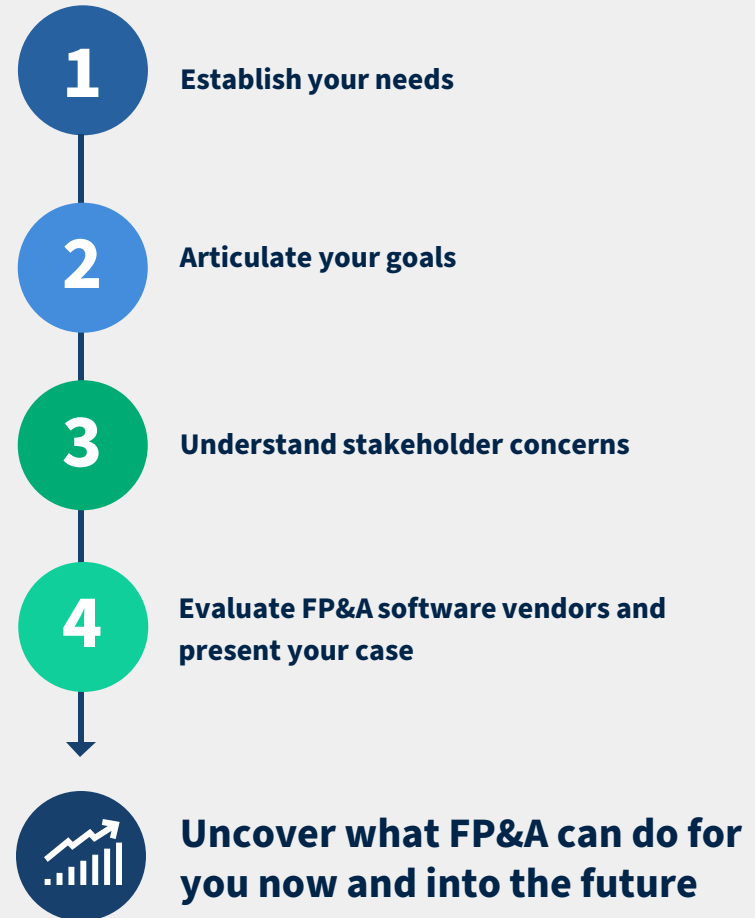 1
Establish your needs
2
Articulate your goals
3
Understand stakeholder concerns
4
Evaluate FP&A software vendors and
present your case
Uncover what FP&A can do for
you now and into the future